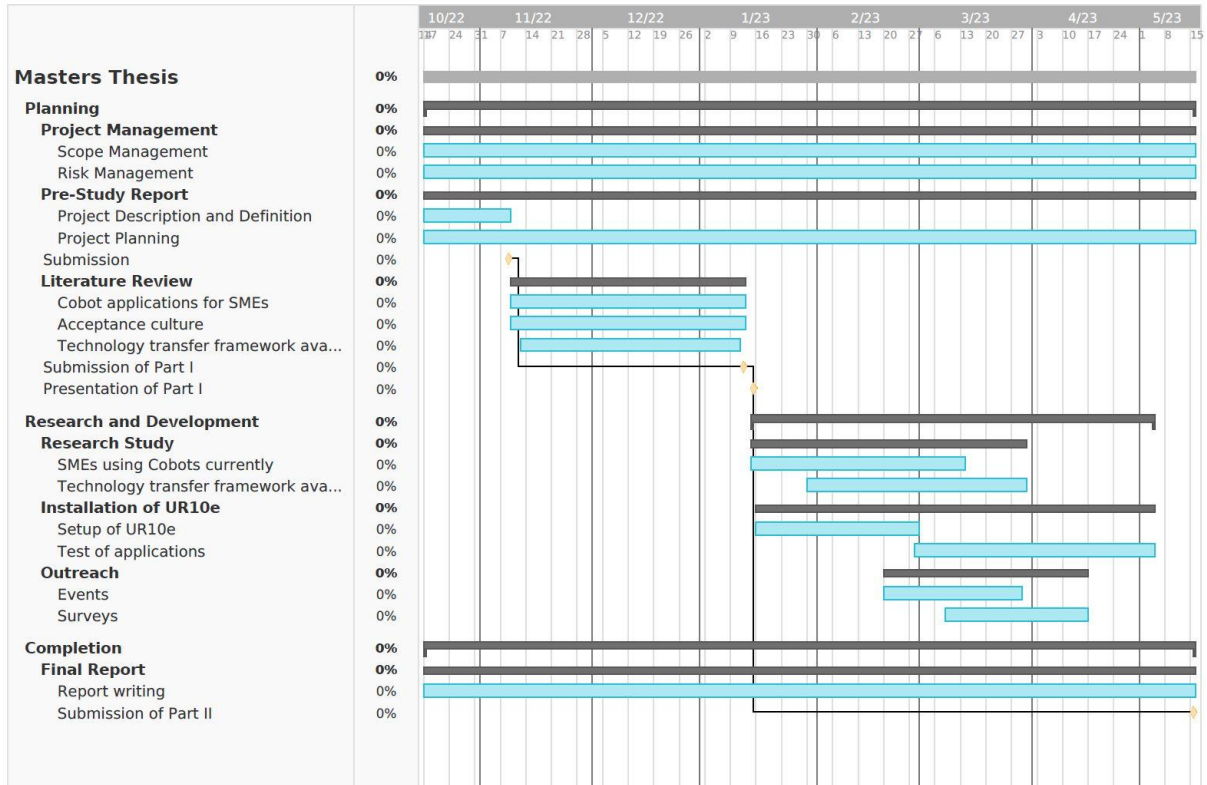 10/22 11/22 12/22 1/23 2/23 3/23 4/23 5/23
17 24 31 7 14 21 28 5 12 19 26 2 9 16 23 30 6 13 20 27 6 13 20 27 3 10 17 24 1 8 15
Masters Thesis 0%
Planning 0%
Project Management 0%
Scope Management 0%
Risk Management 0%
Pre-Study Report 0%
Project Description and Definition 0%
Project Planning 0%
Submission 0%
Literature Review 0%
Cobot applications for SMEs 0%
Acceptance culture 0%
Technology transfer framework ava... 0%
Submission of Part I 0%
Presentation of Part I 0%
Research and Development 0%
Research Study 0%
SMEs using Cobots currently 0%
Technology transfer framework ava... 0%
Installation of UR10e 0%
Setup of UR10e 0%
Test of applications 0%
Outreach 0%
Events 0%
Surveys 0%
Completion 0%
Final Report 0%
Report writing 0%
Submission of Part II 0%